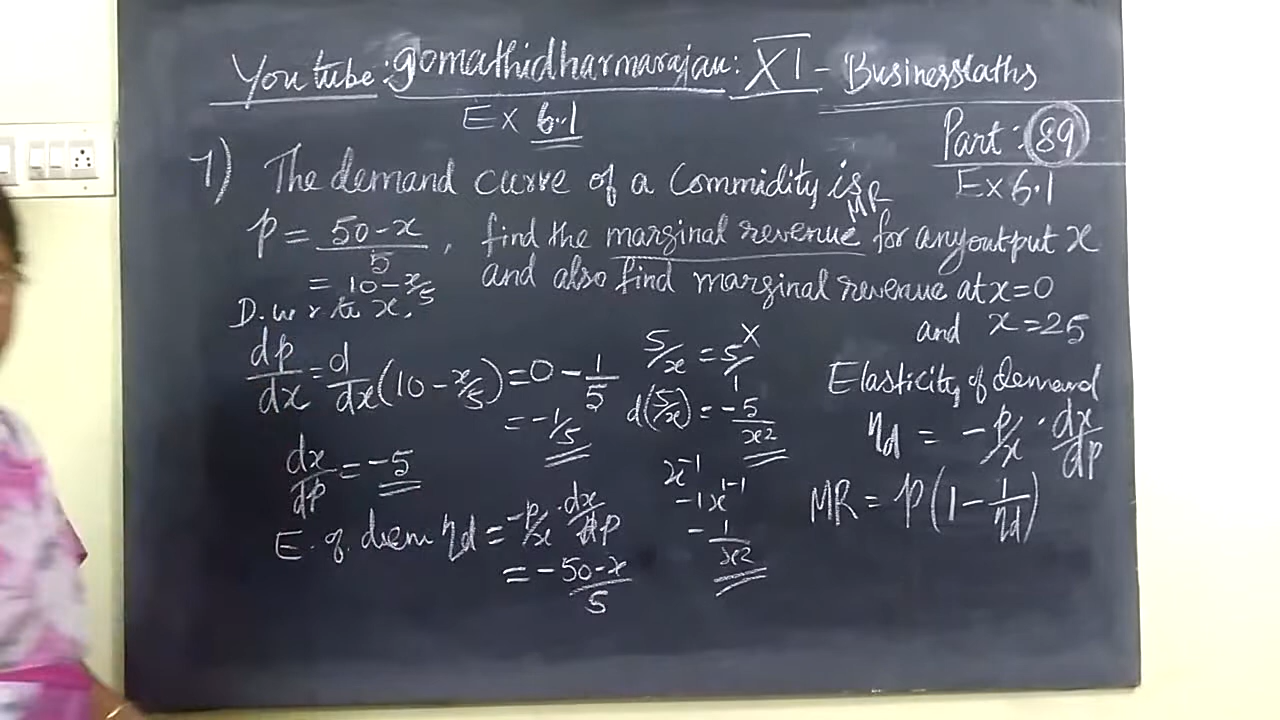 You tube: gomathidharmarajan: XI - Business Maths
Ex 6.1
Part: 89
Ex 6.1
7) The demand curve of a Commidity is
MR
p = 50-x/5, find the marginal revenue for any output x
= 10 - x/5 and also find marginal revenue at x=0
and x=25
D. w r to x,
dp/dx = d/dx(10 - x/5) = 0 - 1/5
= -1/5
dx/dp = -5
E. of. dem ηd = -p/x · dx/dp
= - 50-x/5
5/x = 5/x
d(5/x) = -5/x²
x⁻¹
-1x⁻¹⁻¹
-1/x²
Elasticity of demand
ηd = -p/x · dx/dp
MR = p(1 - 1/ηd)